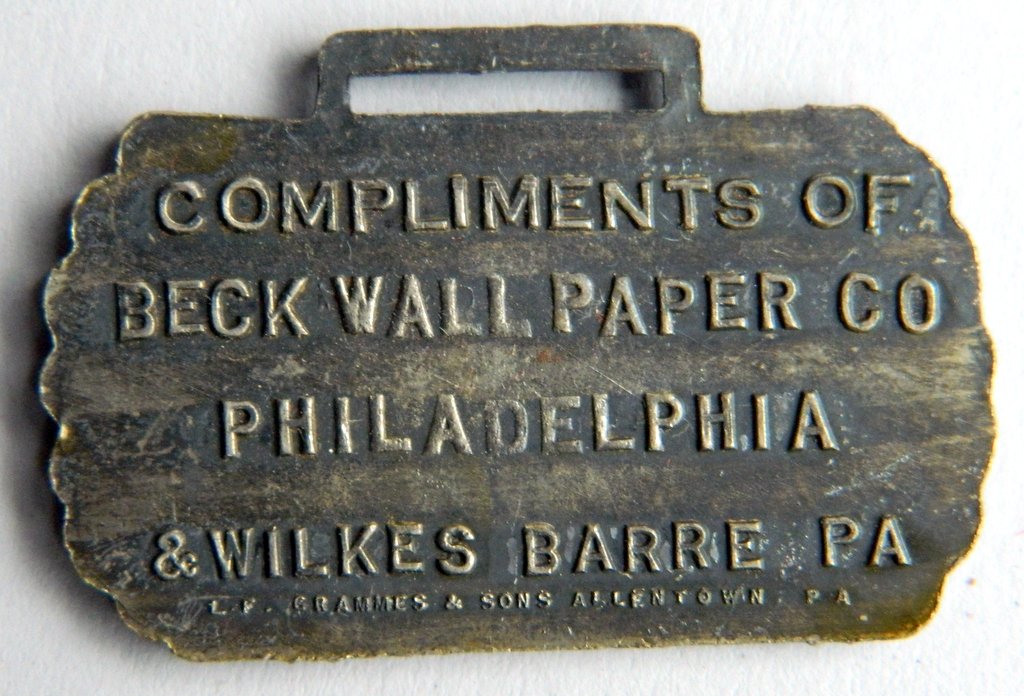 COMPLIMENTS OF
BECK WALL PAPER CO
PHILADELPHIA
& WILKES BARRE PA
L.F. GRAMMES & SONS ALLENTOWN, PA